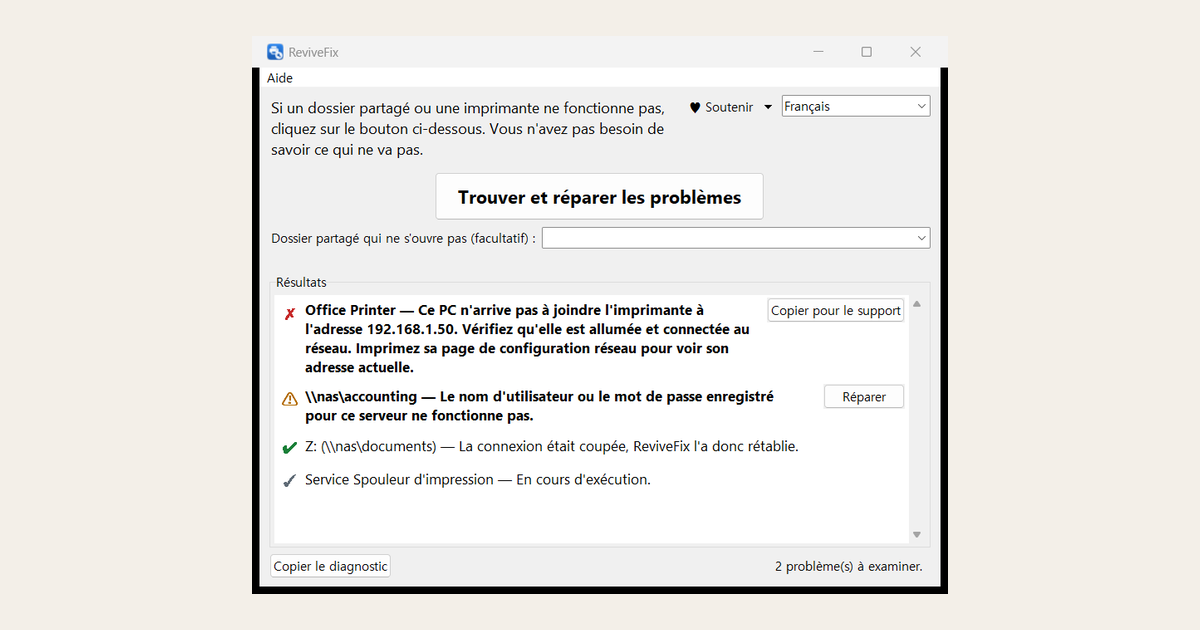 ReviveFix
Aide
Si un dossier partagé ou une imprimante ne fonctionne pas,
cliquez sur le bouton ci-dessous. Vous n'avez pas besoin de
savoir ce qui ne va pas.
♥ Soutenir
Français
Trouver et réparer les problèmes
Dossier partagé qui ne s'ouvre pas (facultatif) :
Résultats
Office Printer — Ce PC n'arrive pas à joindre l'imprimante à
l'adresse 192.168.1.50. Vérifiez qu'elle est allumée et connectée au
réseau. Imprimez sa page de configuration réseau pour voir son
adresse actuelle.
Copier pour le support
\\nas\accounting — Le nom d'utilisateur ou le mot de passe enregistré
pour ce serveur ne fonctionne pas.
Réparer
Z: (\\nas\documents) — La connexion était coupée, ReviveFix l'a donc rétablie.
Service Spouleur d'impression — En cours d'exécution.
Copier le diagnostic
2 problème(s) à examiner.